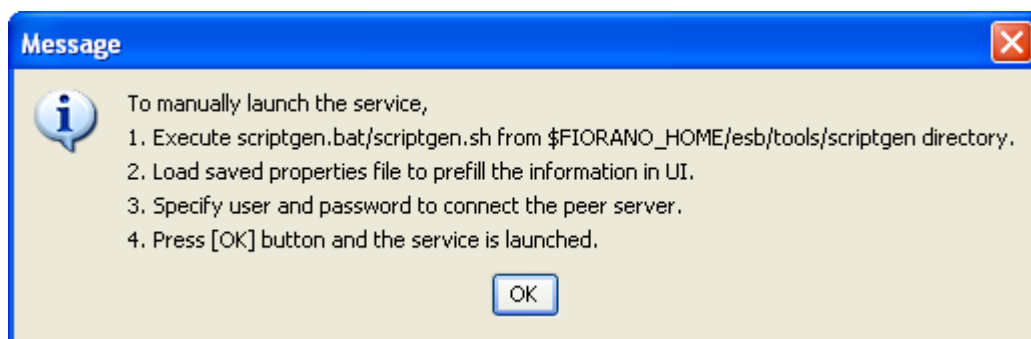 Message
To manually launch the service,
1. Execute scriptgen.bat/scriptgen.sh from $FIORANO_HOME/esb/tools/scriptgen directory.
2. Load saved properties file to prefill the information in UI.
3. Specify user and password to connect the peer server.
4. Press [OK] button and the service is launched.
OK